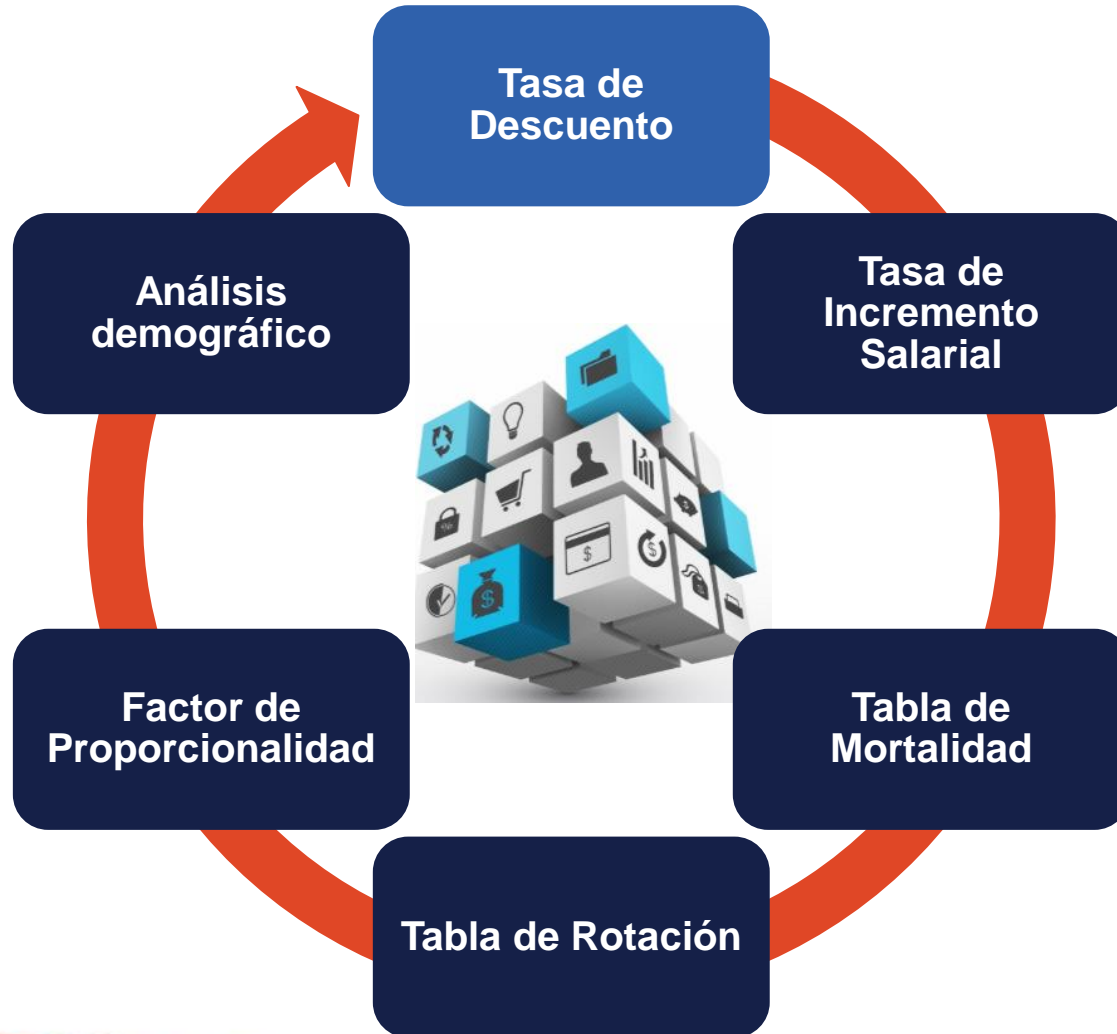 Tasa de
Descuento
Tasa de
Incremento
Salarial
Tabla de
Mortalidad
Tabla de Rotación
Factor de
Proporcionalidad
Análisis
demográfico